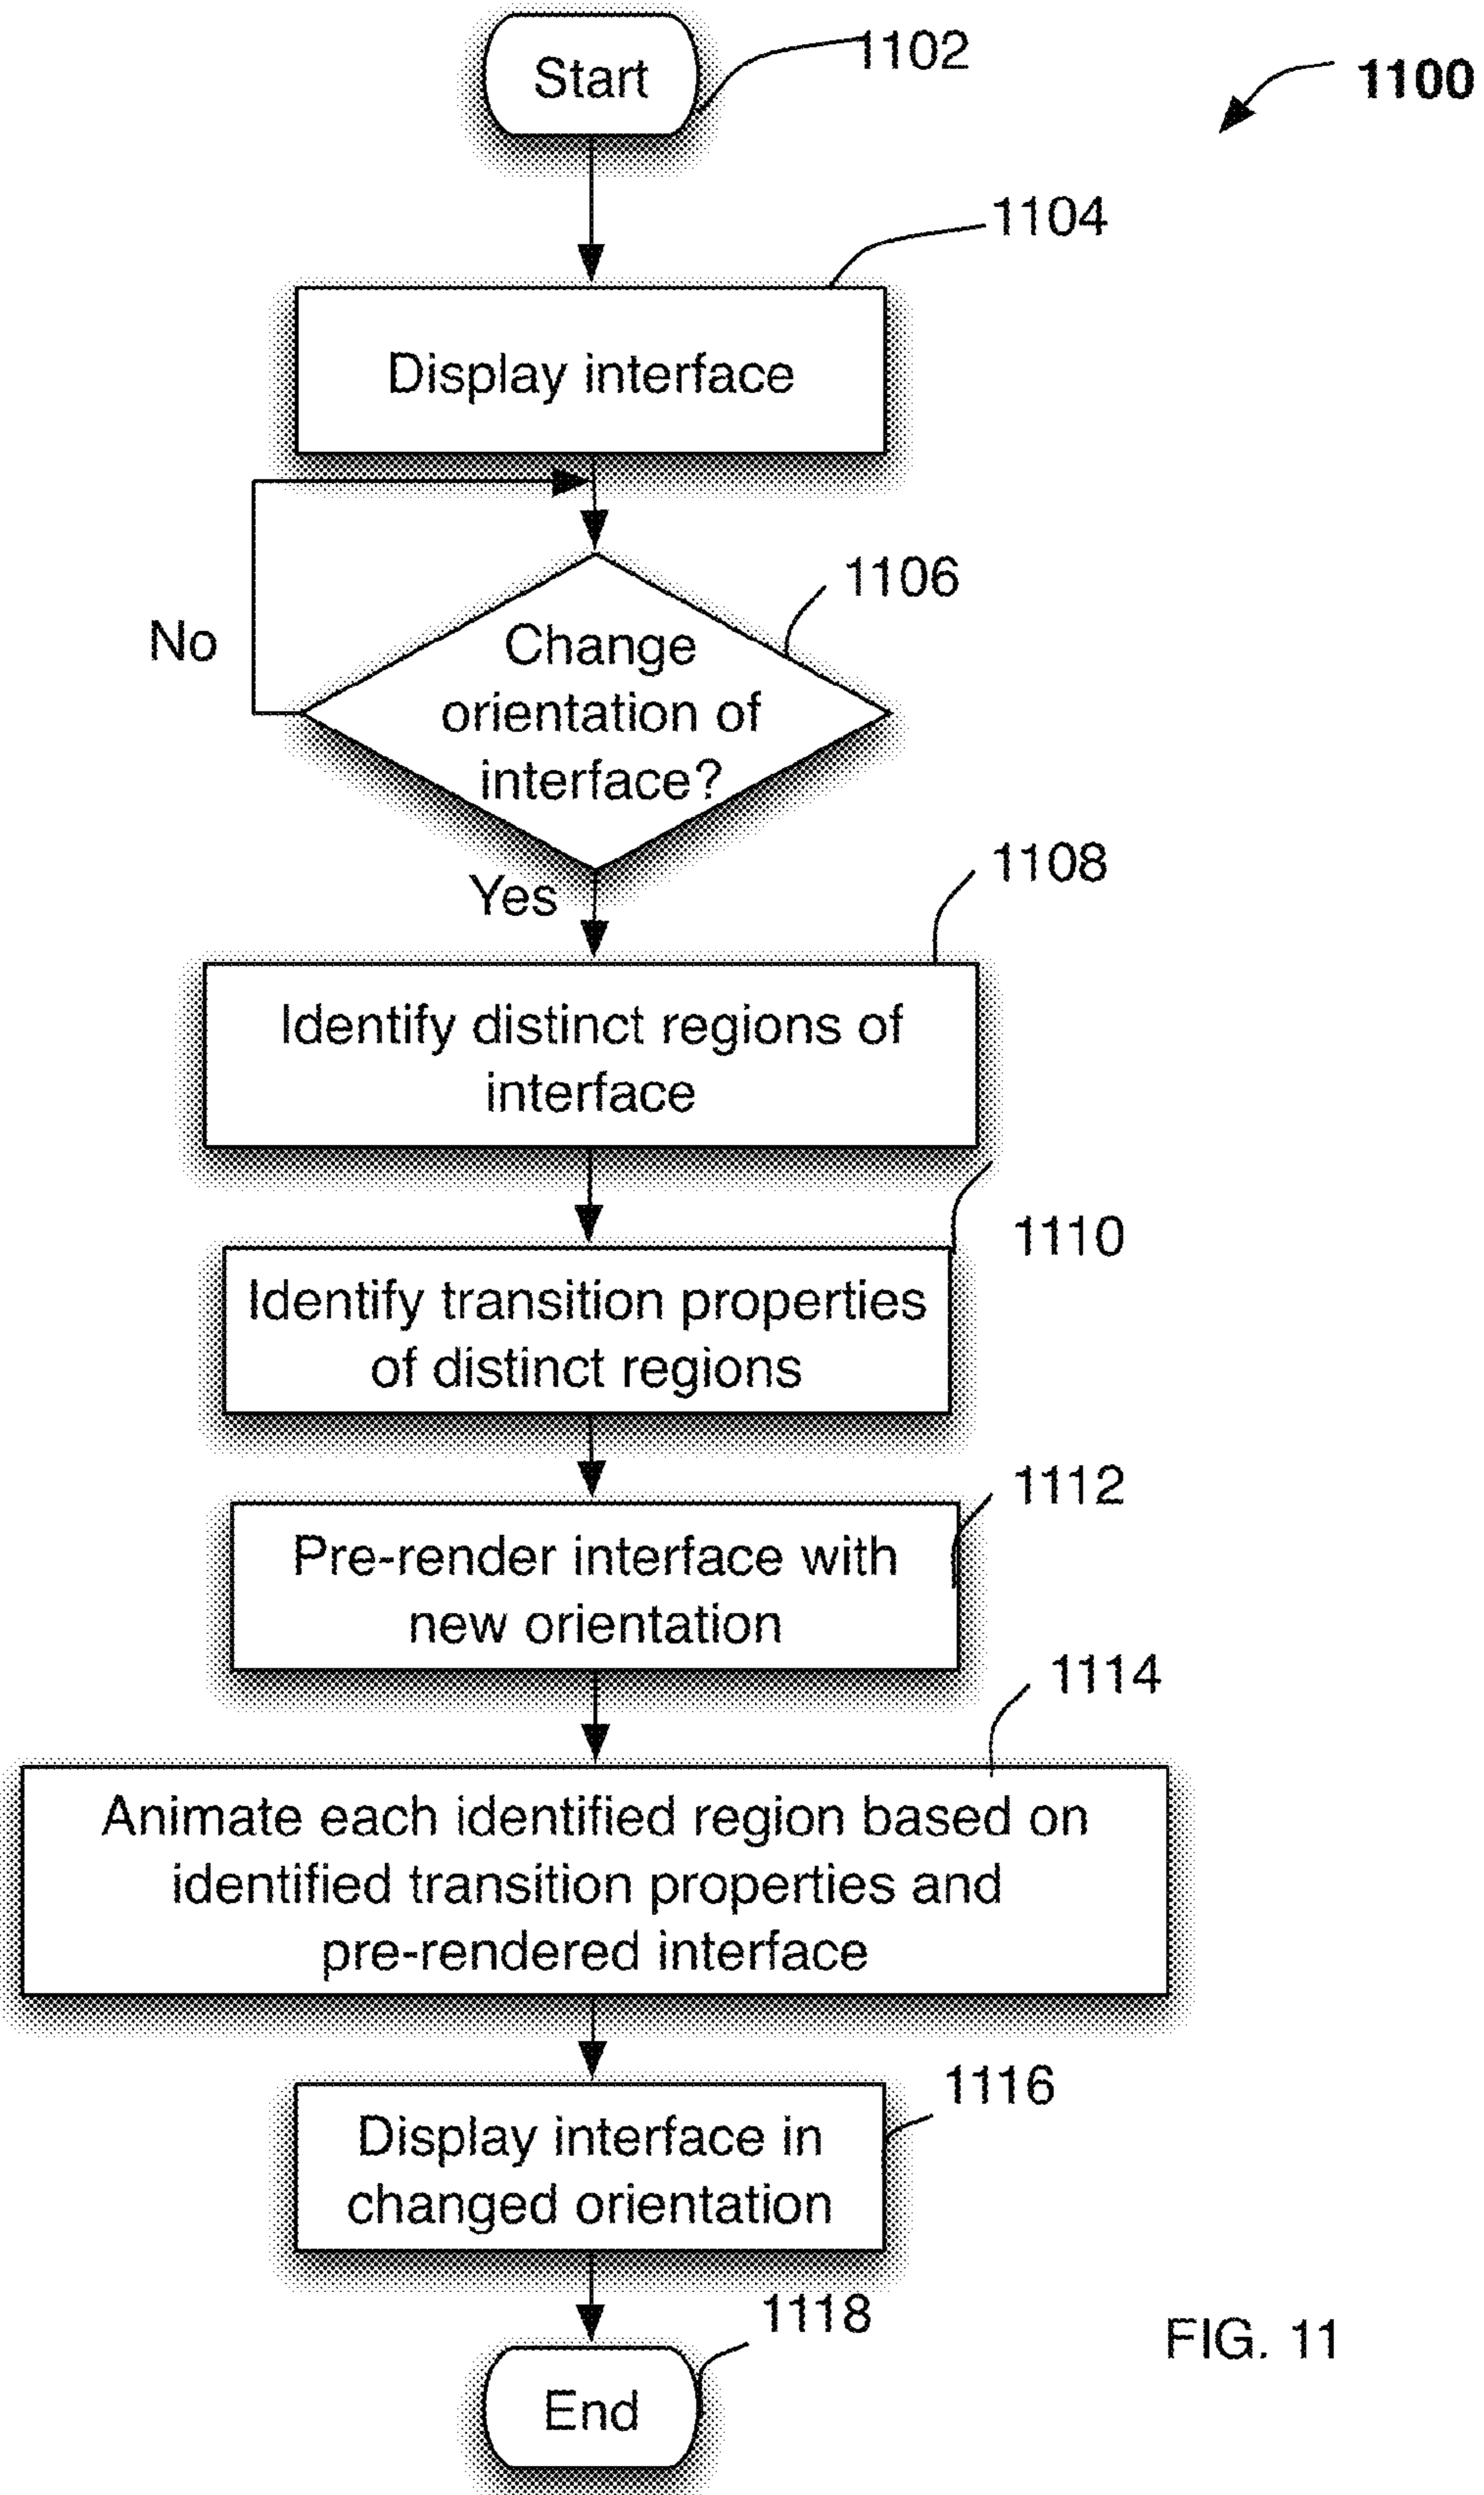 Start
1102
1100
1104
Display interface
1106
No
Change
orientation of
interface?
Yes
1108
Identify distinct regions of
interface
1110
Identify transition properties
of distinct regions
1112
Pre-render interface with
new orientation
1114
Animate each identified region based on
identified transition properties and
pre-rendered interface
1116
Display interface in
changed orientation
1118
End
FIG. 11